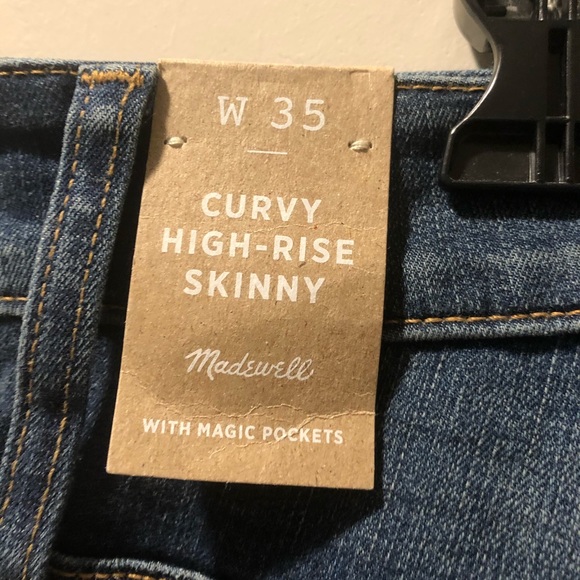 W 35
CURVY
HIGH-RISE
SKINNY
Madewell
WITH MAGIC POCKETS